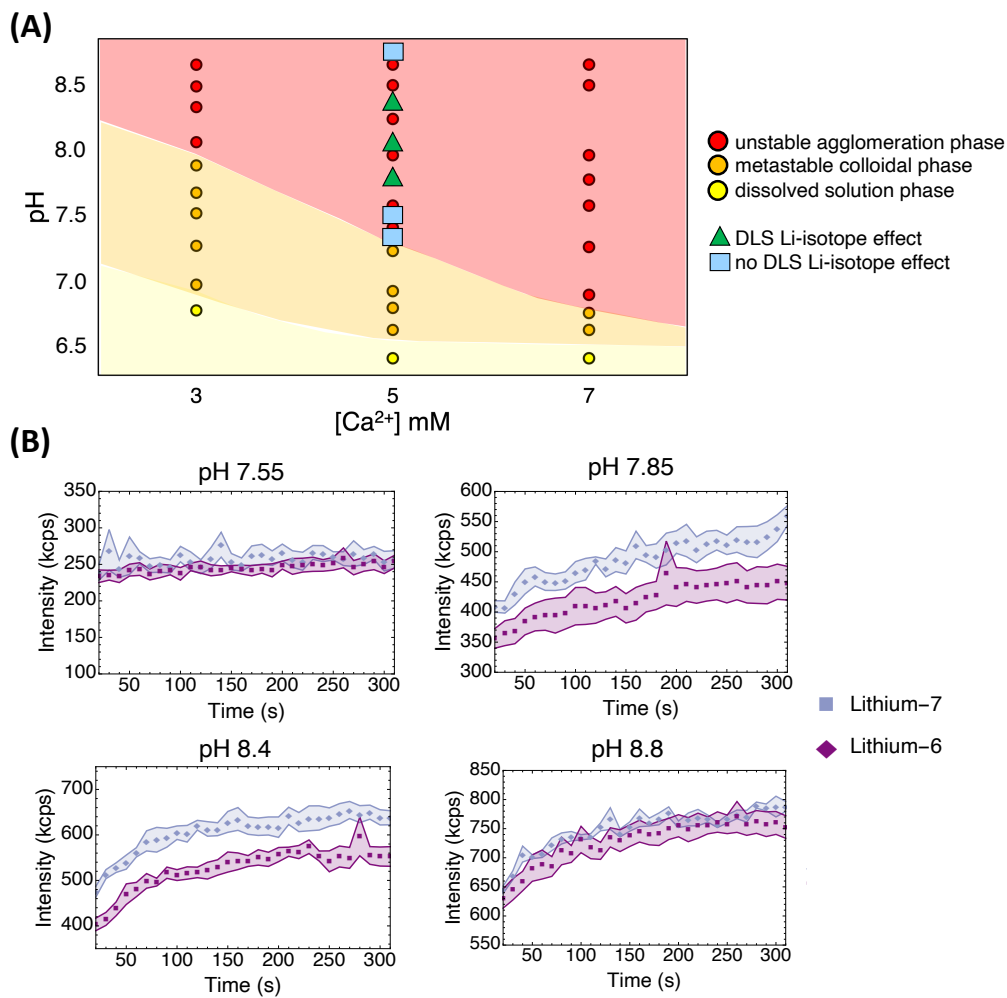 (A)
8.5
8.0
7.5
7.0
6.5
pH
3
5
7
[Ca²⁺] mM
unstable agglomeration phase
metastable colloidal phase
dissolved solution phase
DLS Li-isotope effect
no DLS Li-isotope effect
(B)
pH 7.55
350
300
250
200
150
100
Intensity (kcps)
50 100 150 200 250 300
Time (s)
pH 7.85
600
550
500
450
400
350
300
Intensity (kcps)
50 100 150 200 250 300
Time (s)
Lithium–7
Lithium–6
pH 8.4
700
600
500
400
Intensity (kcps)
50 100 150 200 250 300
Time (s)
pH 8.8
850
800
750
700
650
600
550
Intensity (kcps)
50 100 150 200 250 300
Time (s)